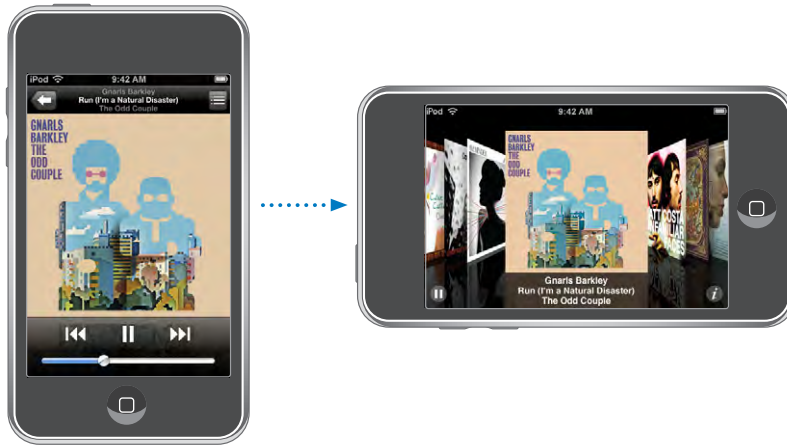 iPod 9:42 AM
Gnarls Barkley
Run (I'm a Natural Disaster)
The Odd Couple
GNARLS
BARKLEY
THE
ODD
COUPLE
iPod 9:42 AM
GNARLS
BARKLEY
THE
ODD
COUPLE
Gnarls Barkley
Run (I'm a Natural Disaster)
The Odd Couple
i